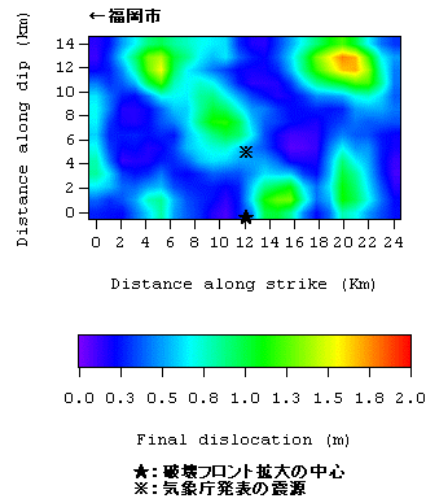 ←福岡市
Distance along dip (km)
14
12
10
8
6
4
2
0
0 2 4 6 8 10 12 14 16 18 20 22 24
Distance along strike (Km)
0.0 0.3 0.5 0.8 1.0 1.3 1.5 1.8 2.0
Final dislocation (m)
★:破壊フロント拡大の中心
※:気象庁発表の震源